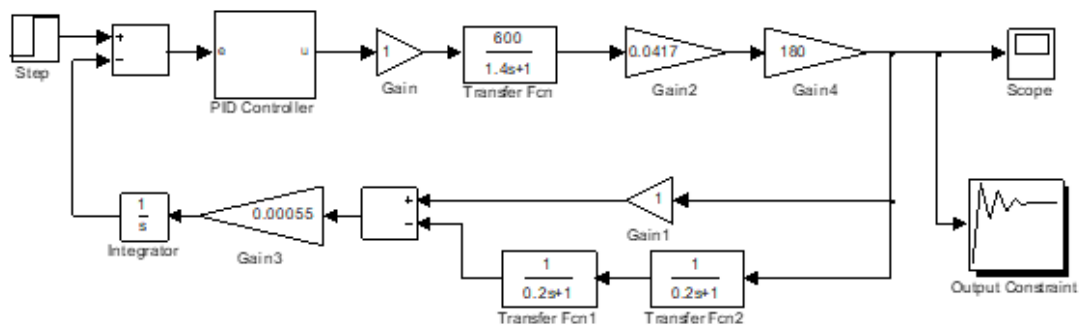 Step
+
−
e
u
PID Controller
1
Gain
600
1.4s+1
Transfer Fcn
0.0417
Gain2
180
Gain4
Scope
1
s
Integrator
0.00055
Gain3
+
−
1
Gain1
1
0.2s+1
Transfer Fcn1
1
0.2s+1
Transfer Fcn2
Output Constraint